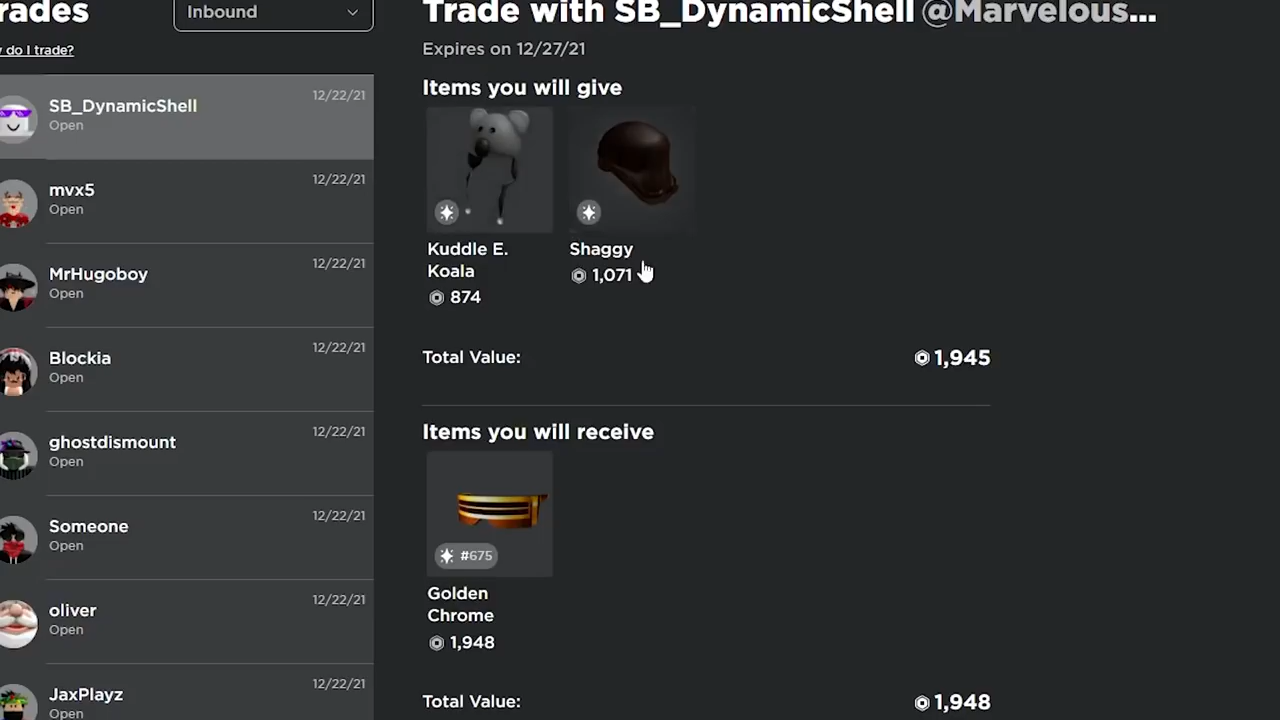 rades
Inbound
do I trade?
SB_DynamicShell
12/22/21
Open
mvx5
12/22/21
Open
MrHugoboy
12/22/21
Open
Blockia
12/22/21
Open
ghostdismount
12/22/21
Open
Someone
12/22/21
Open
oliver
12/22/21
Open
JaxPlayz
12/22/21
Open
Trade with SB_DynamicShell @Marvelous...
Expires on 12/27/21
Items you will give
Kuddle E.
Koala
874
Shaggy
1,071
Total Value:
1,945
Items you will receive
#675
Golden
Chrome
1,948
Total Value:
1,948